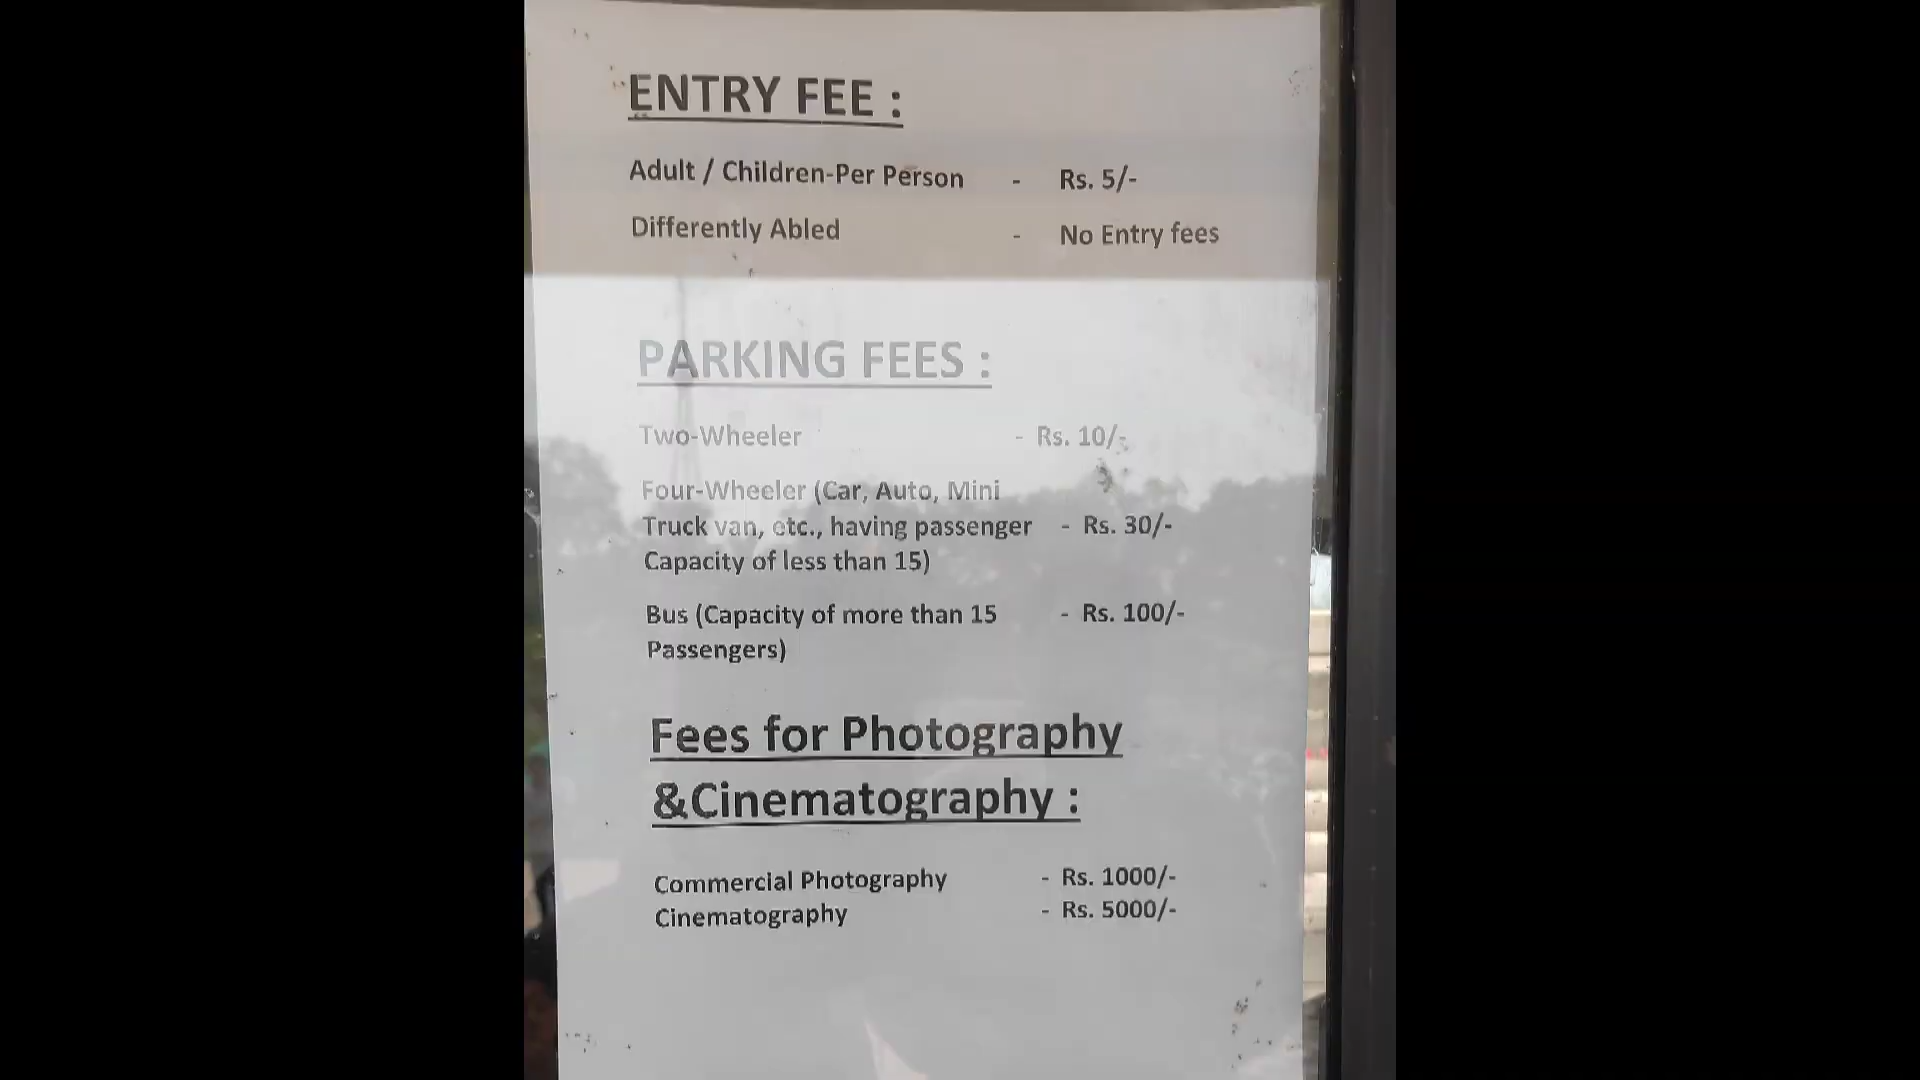 ENTRY FEE :
Adult / Children-Per Person - Rs. 5/-
Differently Abled - No Entry fees
PARKING FEES :
Two-Wheeler - Rs. 10/-
Four-Wheeler (Car, Auto, Mini
Truck van, etc., having passenger - Rs. 30/-
Capacity of less than 15)
Bus (Capacity of more than 15 - Rs. 100/-
Passengers)
Fees for Photography
&Cinematography :
Commercial Photography - Rs. 1000/-
Cinematography - Rs. 5000/-